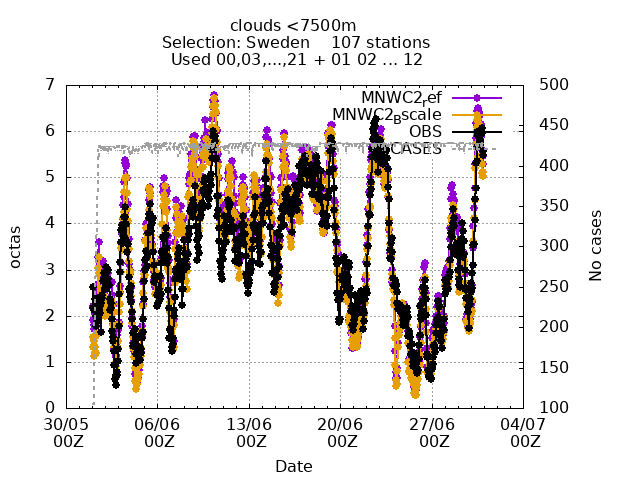 clouds <7500m
Selection: Sweden    107 stations
Used 00,03,...,21 + 01 02 ... 12
7 500
6 450
5 400
4 350
3 300
2 250
1 200
0 150
100
octas
No cases
MNWC2ref
MNWC2Bscale
OBS
CASES
30/05 06/06 13/06 20/06 27/06 04/07
00Z 00Z 00Z 00Z 00Z 00Z
Date